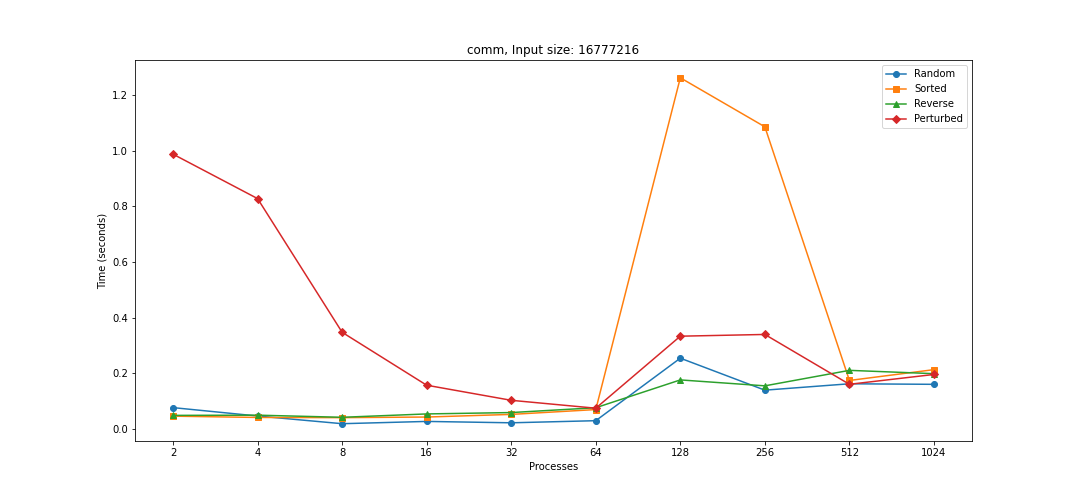 comm, Input size: 16777216
Random
Sorted
Reverse
Perturbed
1.2
1.0
0.8
0.6
0.4
0.2
0.0
Time (seconds)
2 4 8 16 32 64 128 256 512 1024
Processes